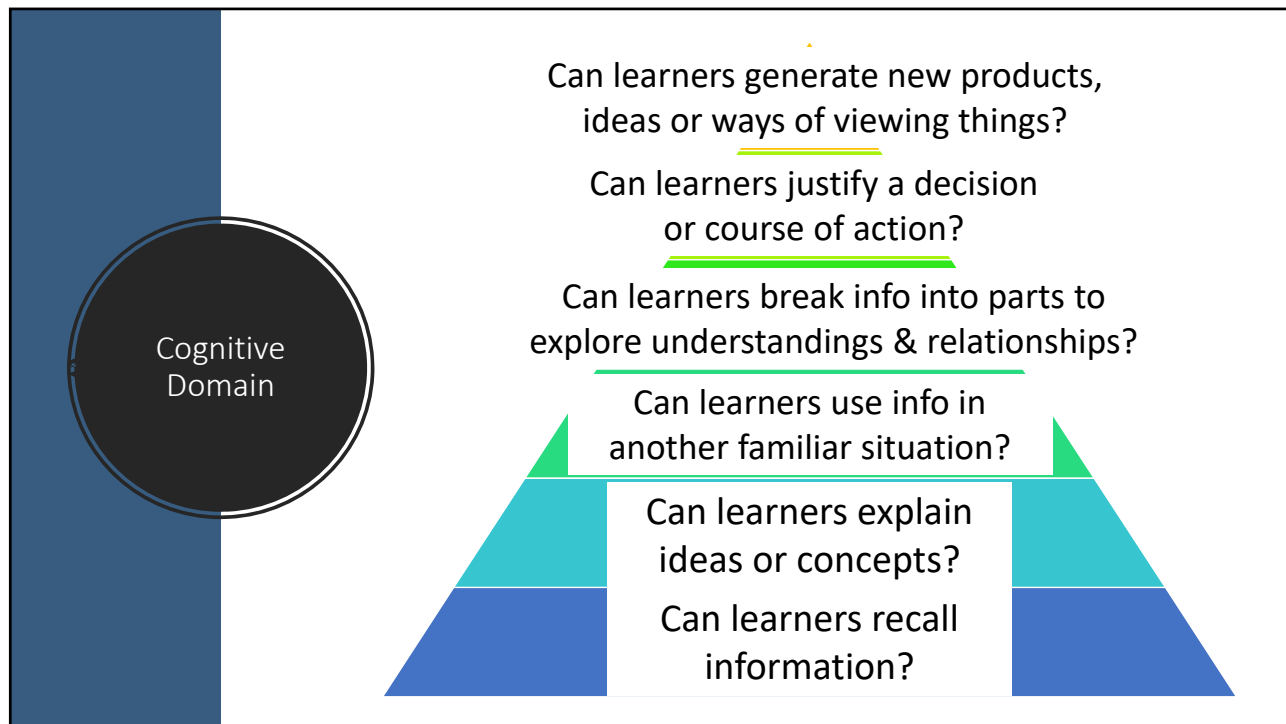 Can learners generate new products,
ideas or ways of viewing things?
Can learners justify a decision
or course of action?
Can learners break info into parts to
explore understandings & relationships?
Cognitive
Domain
Can learners use info in
another familiar situation?
Can learners explain
ideas or concepts?
Can learners recall
information?